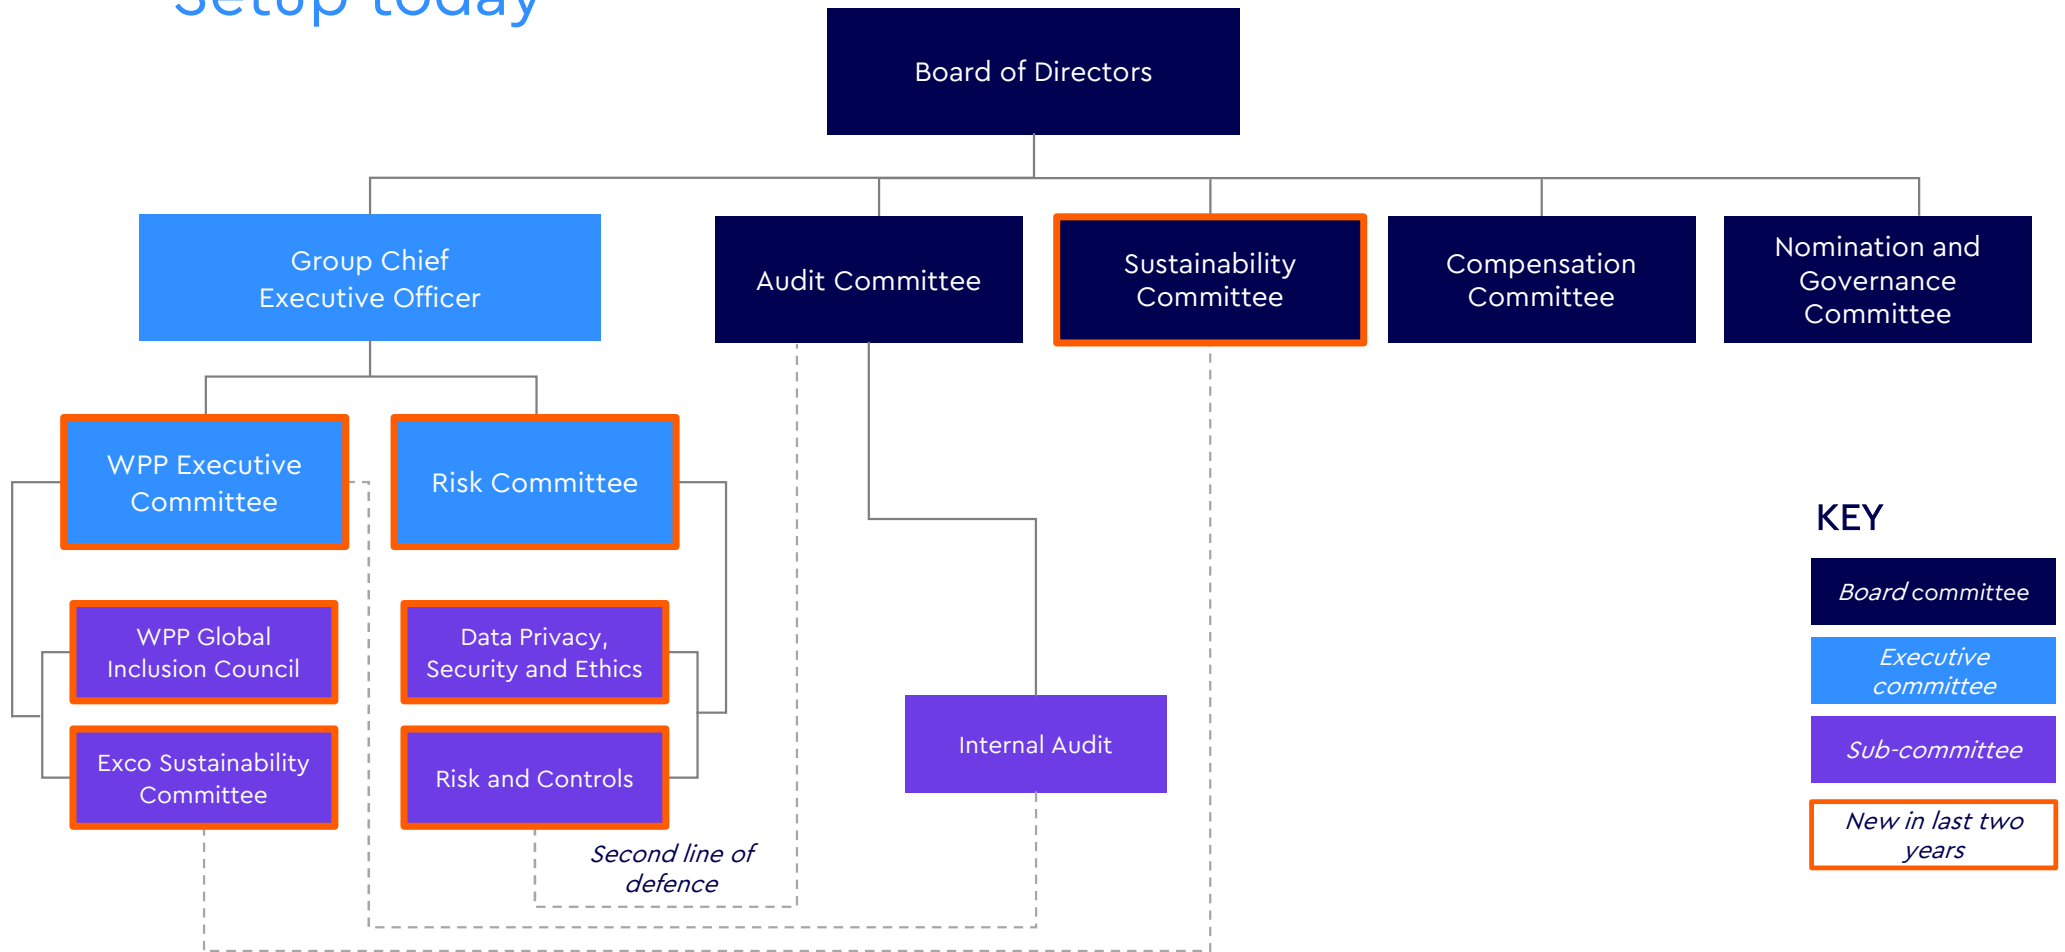 Setup today
Board of Directors
Group Chief
Executive Officer
Audit Committee
Sustainability
Committee
Compensation
Committee
Nomination and
Governance
Committee
WPP Executive
Committee
Risk Committee
WPP Global
Inclusion Council
Data Privacy,
Security and Ethics
Exco Sustainability
Committee
Risk and Controls
Internal Audit
Second line of
defence
KEY
Board committee
Executive
committee
Sub-committee
New in last two
years